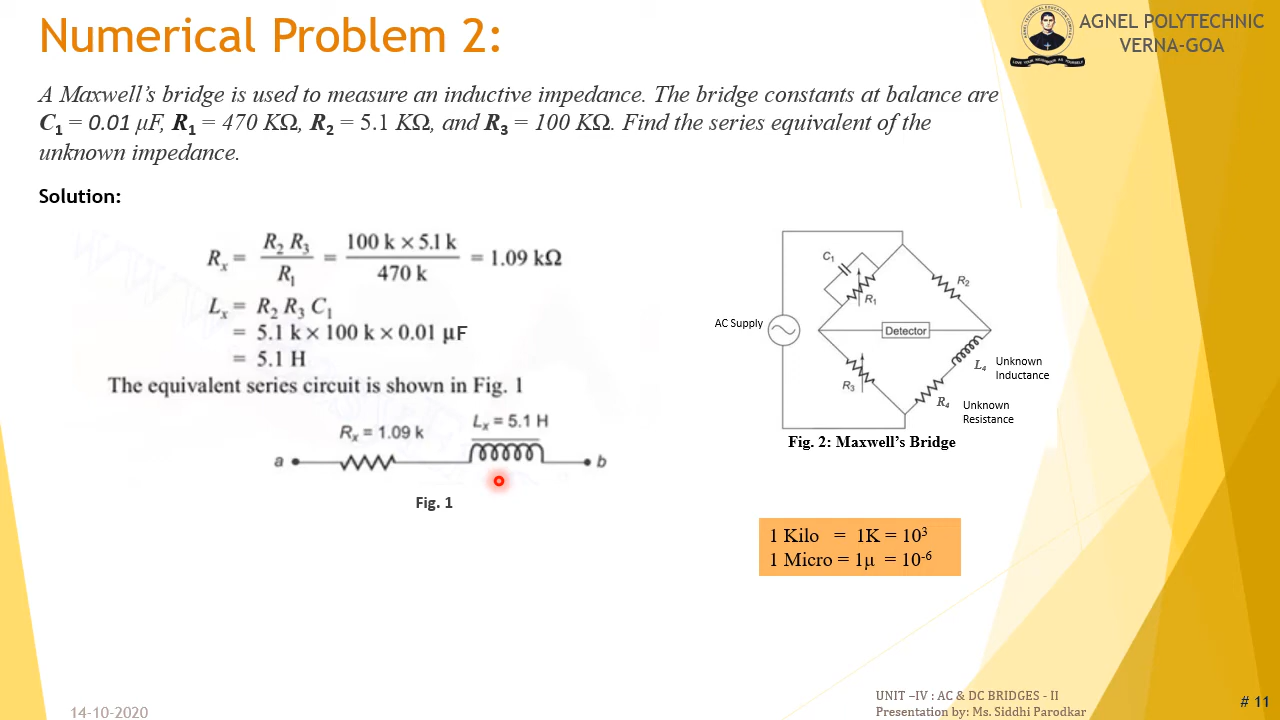 Numerical Problem 2:
AGNEL POLYTECHNIC
VERNA-GOA
A Maxwell's bridge is used to measure an inductive impedance. The bridge constants at balance are
C₁ = 0.01 μF, R₁ = 470 KΩ, R₂ = 5.1 KΩ, and R₃ = 100 KΩ. Find the series equivalent of the
unknown impedance.
Solution:
Rₓ = R₂ R₃ / R₁ = 100 k × 5.1 k / 470 k = 1.09 kΩ
Lₓ = R₂ R₃ C₁
= 5.1 k × 100 k × 0.01 μF
= 5.1 H
The equivalent series circuit is shown in Fig. 1
Rₓ = 1.09 k
Lₓ = 5.1 H
a
b
Fig. 1
C₁
R₁
R₂
AC Supply
Detector
R₃
L₄
Unknown
Inductance
R₄
Unknown
Resistance
Fig. 2: Maxwell's Bridge
1 Kilo = 1K = 10³
1 Micro = 1μ = 10⁻⁶
14-10-2020
UNIT –IV : AC & DC BRIDGES - II
Presentation by: Ms. Siddhi Parodkar
# 11